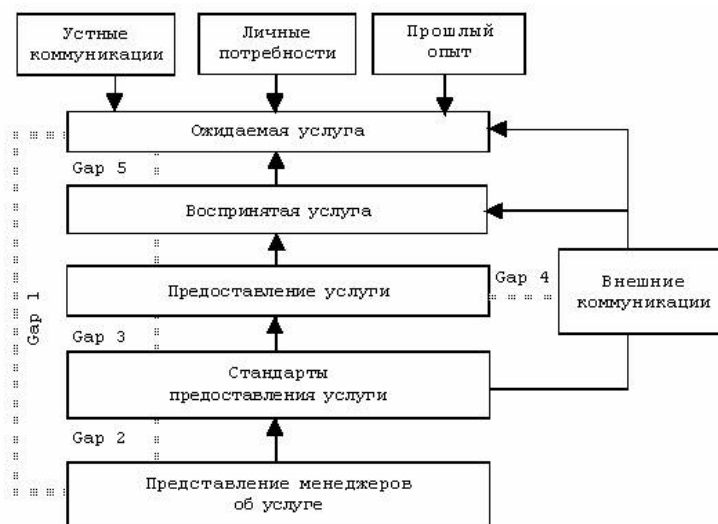 Устные
коммуникации
Личные
потребности
Прошлый
опыт
Ожидаемая услуга
Gap 5
Воспринятая услуга
Gap 4
Внешние
коммуникации
Предоставление услуги
Gap 1
Gap 3
Стандарты
предоставления услуги
Gap 2
Представление менеджеров
об услуге